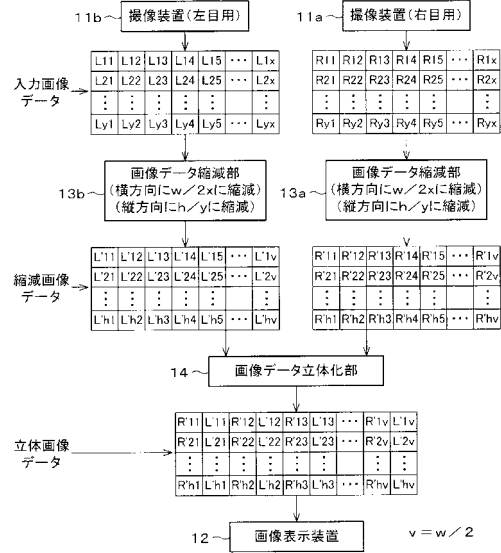 11b 撮像装置(左目用) 11a 撮像装置(右目用)
入力画像データ
L11 L12 L13 L14 L15 ⋯ L1x
L21 L22 L23 L24 L25 ⋯ L2x
⋮ ⋮ ⋮ ⋮ ⋮ ⋮
Ly1 Ly2 Ly3 Ly4 Ly5 ⋯ Lyx
R11 R12 R13 R14 R15 ⋯ R1x
R21 R22 R23 R24 R25 ⋯ R2x
⋮ ⋮ ⋮ ⋮ ⋮ ⋮
Ry1 Ry2 Ry3 Ry4 Ry5 ⋯ Ryx
13b
画像データ縮減部
(横方向にw/2xに縮減)
(縦方向にh/yに縮減)
13a
画像データ縮減部
(横方向にw/2xに縮減)
(縦方向にh/yに縮減)
縮減画像データ
L'11 L'12 L'13 L'14 L'15 ⋯ L'1v
L'21 L'22 L'23 L'24 L'25 ⋯ L'2v
⋮ ⋮ ⋮ ⋮ ⋮ ⋮
L'h1 L'h2 L'h3 L'h4 L'h5 ⋯ L'hv
R'11 R'12 R'13 R'14 R'15 ⋯ R'1v
R'21 R'22 R'23 R'24 R'25 ⋯ R'2v
⋮ ⋮ ⋮ ⋮ ⋮ ⋮
R'h1 R'h2 R'h3 R'h4 R'h5 ⋯ R'hv
14 画像データ立体化部
立体画像データ
R'11 L'11 R'12 L'12 R'13 L'13 ⋯ R'1v L'1v
R'21 L'21 R'22 L'22 R'23 L'23 ⋯ R'2v L'2v
⋮ ⋮ ⋮ ⋮ ⋮ ⋮ ⋮ ⋮
R'h1 L'h1 R'h2 L'h2 R'h3 L'h3 ⋯ R'hv L'hv
12 画像表示装置
v=w/2